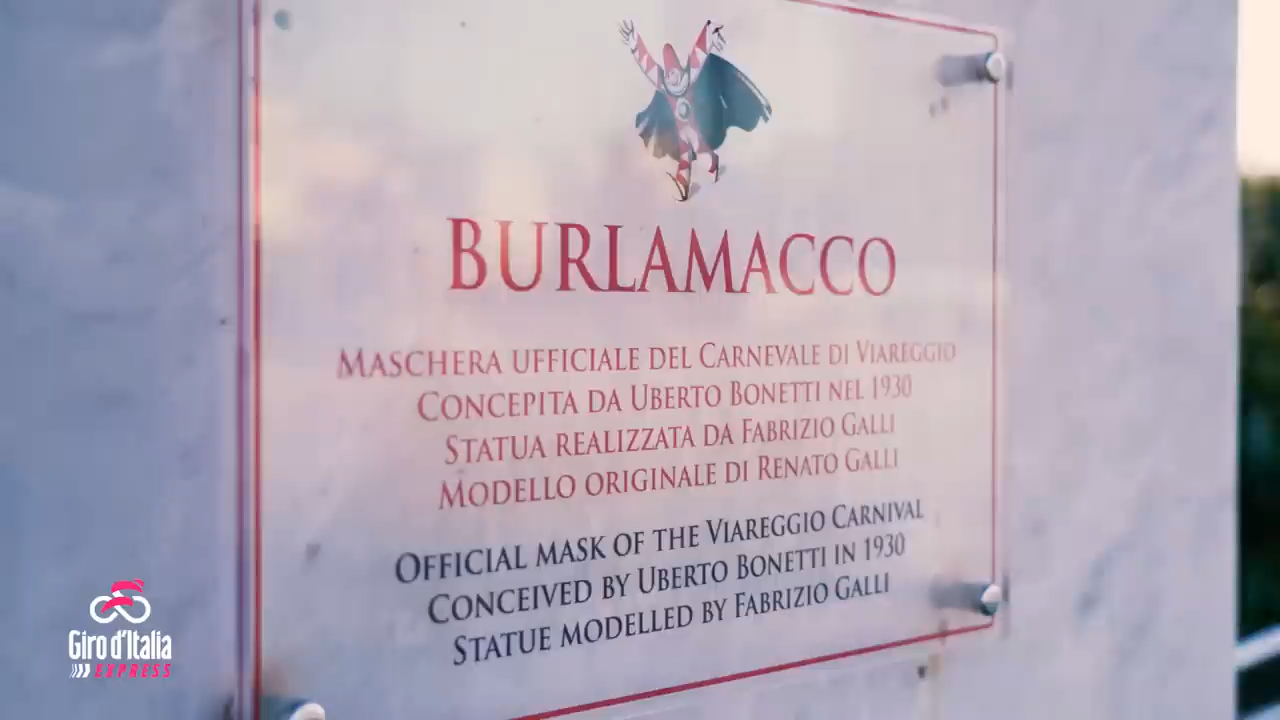 BURLAMACCO
MASCHERA UFFICIALE DEL CARNEVALE DI VIAREGGIO
CONCEPITA DA UBERTO BONETTI NEL 1930
STATUA REALIZZATA DA FABRIZIO GALLI
MODELLO ORIGINALE DI RENATO GALLI
OFFICIAL MASK OF THE VIAREGGIO CARNIVAL
CONCEIVED BY UBERTO BONETTI IN 1930
STATUE MODELLED BY FABRIZIO GALLI
Giro d'Italia
EXPRESS